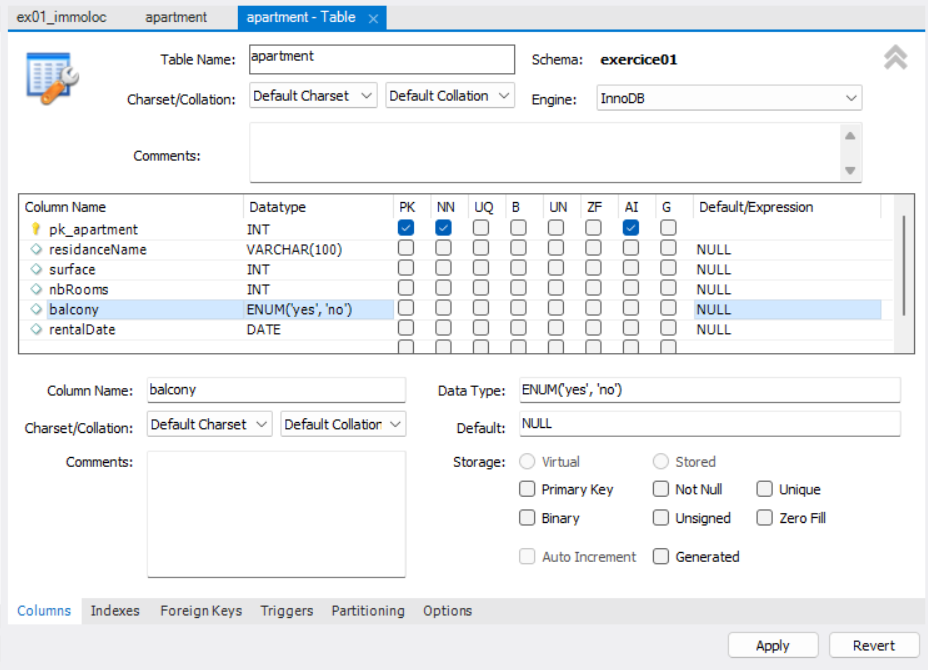 ex01_immoloc apartment apartment - Table ×
Table Name: apartment Schema: exercice01
Charset/Collation: Default Charset Default Collation Engine: InnoDB
Comments:
Column Name Datatype PK NN UQ B UN ZF AI G Default/Expression
pk_apartment INT
residanceName VARCHAR(100) NULL
surface INT NULL
nbRooms INT NULL
balcony ENUM('yes', 'no') NULL
rentalDate DATE NULL
Column Name: balcony Data Type: ENUM('yes', 'no')
Charset/Collation: Default Charset Default Collation Default: NULL
Comments: Storage: Virtual Stored
Primary Key Not Null Unique
Binary Unsigned Zero Fill
Auto Increment Generated
Columns Indexes Foreign Keys Triggers Partitioning Options
Apply Revert